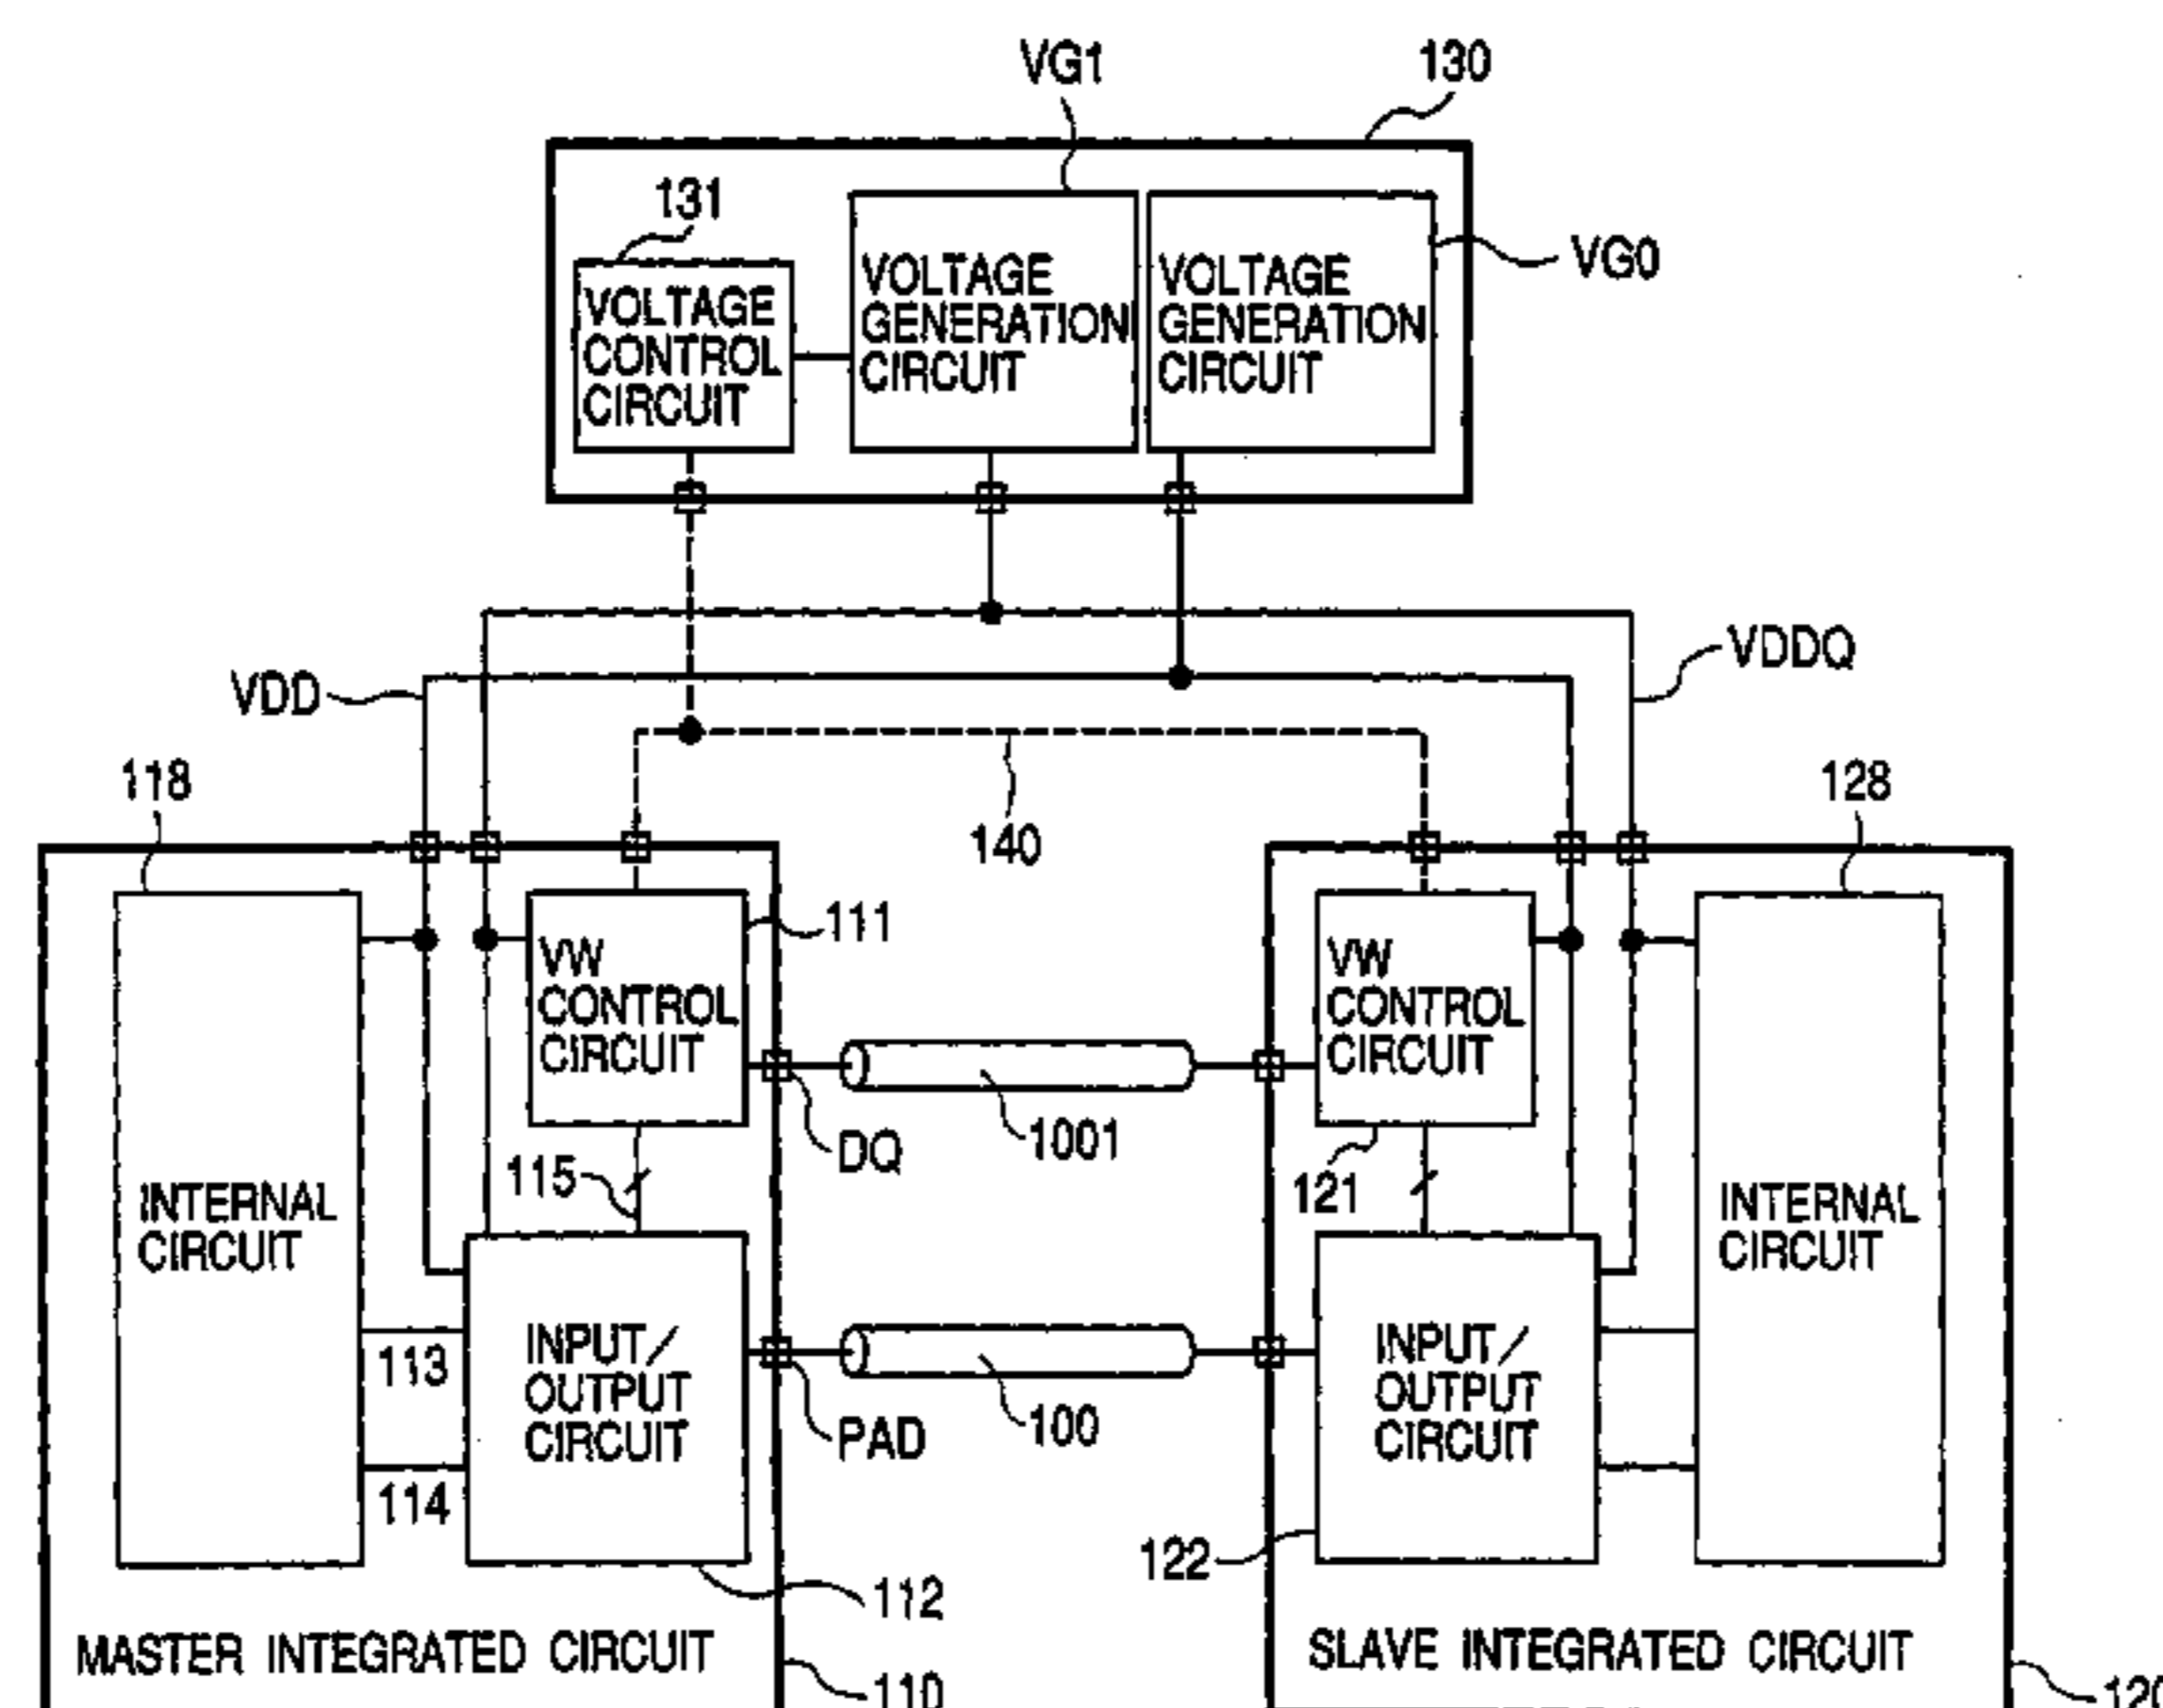 VG1
130
131
VOLTAGE
CONTROL
CIRCUIT
VOLTAGE
GENERATION
CIRCUIT
VOLTAGE
GENERATION
CIRCUIT
VG0
VDD
VDDQ
118
140
128
111
VW
CONTROL
CIRCUIT
VW
CONTROL
CIRCUIT
DQ
1001
115
121
INTERNAL
CIRCUIT
INTERNAL
CIRCUIT
113
INPUT/
OUTPUT
CIRCUIT
INPUT/
OUTPUT
CIRCUIT
PAD
100
114
122
112
MASTER INTEGRATED CIRCUIT
SLAVE INTEGRATED CIRCUIT
110
120